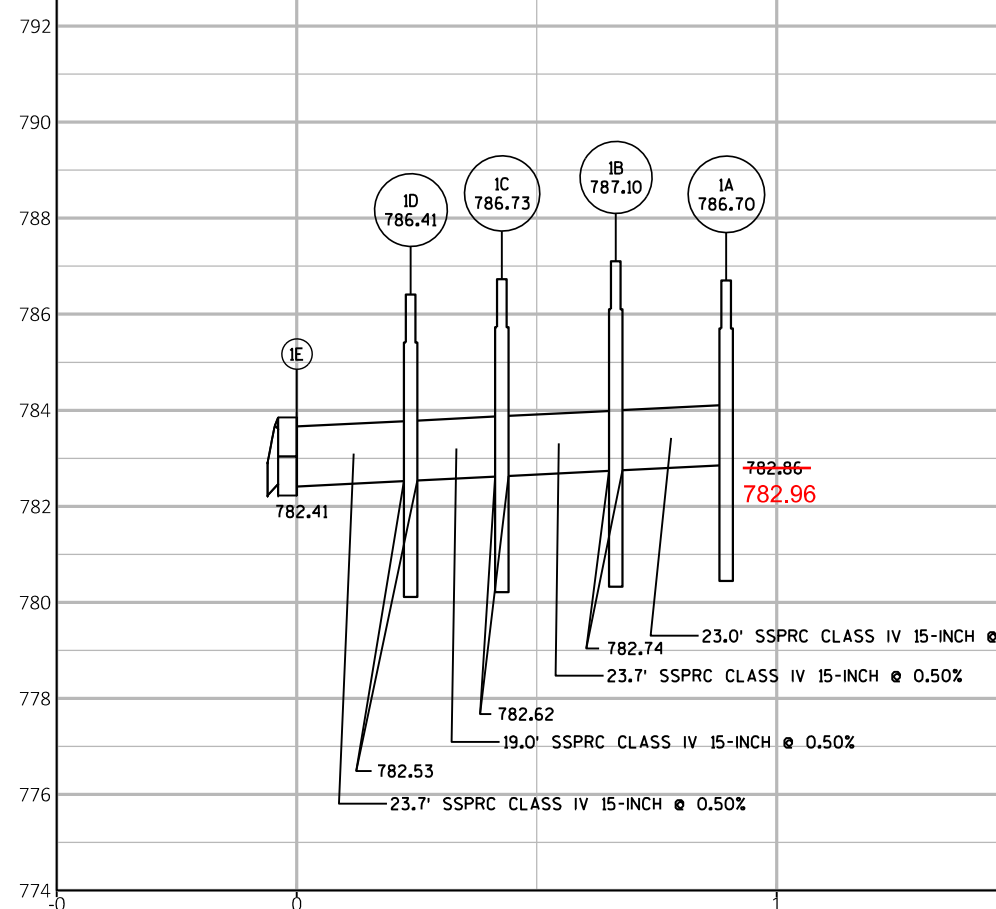 792
790
788
786
784
782
780
778
776
774
-0
0
1
1E
1D
786.41
1C
786.73
1B
787.10
1A
786.70
782.86
782.96
782.41
23.0' SSPRC CLASS IV 15-INCH @
782.74
23.7' SSPRC CLASS IV 15-INCH @ 0.50%
782.62
19.0' SSPRC CLASS IV 15-INCH @ 0.50%
782.53
23.7' SSPRC CLASS IV 15-INCH @ 0.50%